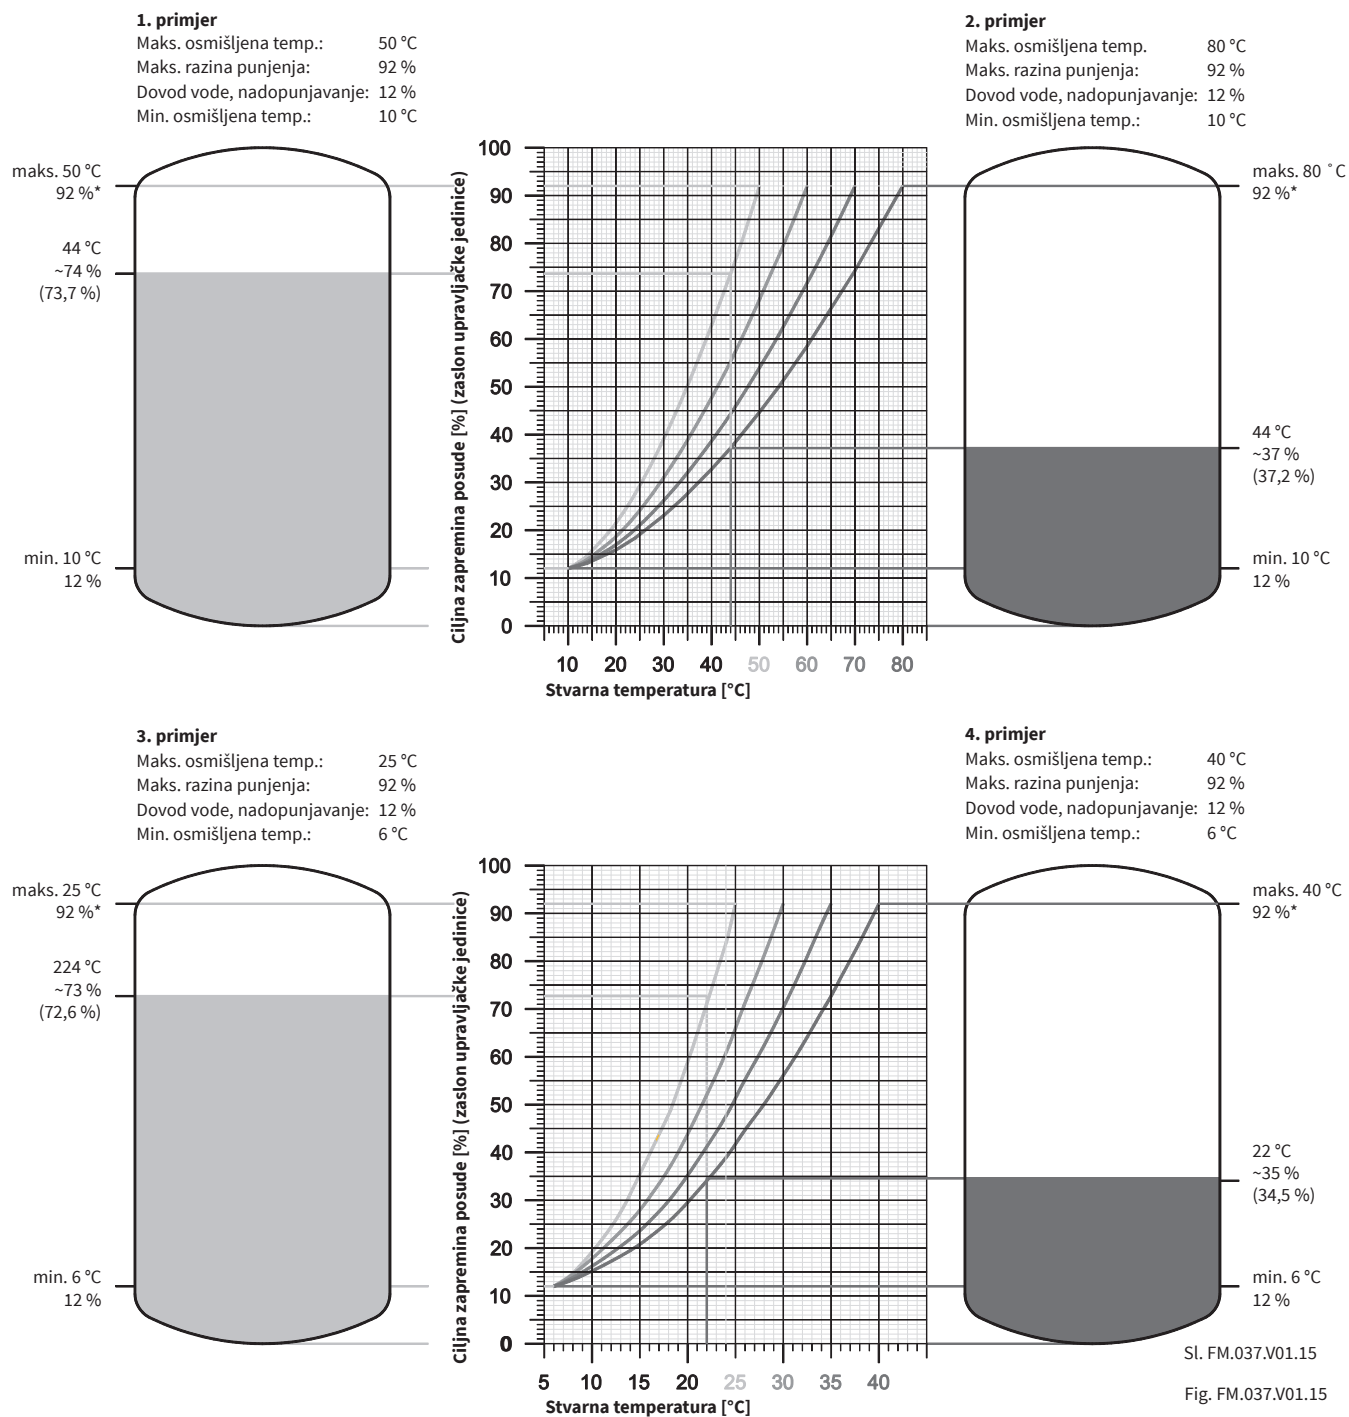 1. primjer
Maks. osmišljena temp.: 50 °C
Maks. razina punjenja: 92 %
Dovod vode, nadopunjavanje: 12 %
Min. osmišljena temp.: 10 °C
2. primjer
Maks. osmišljena temp. 80 °C
Maks. razina punjenja: 92 %
Dovod vode, nadopunjavanje: 12 %
Min. osmišljena temp.: 10 °C
maks. 50 °C
92 %*
44 °C
~74 %
(73,7 %)
min. 10 °C
12 %
Ciljna zapremina posude [%] (zaslon upravljačke jedinice)
100
90
80
70
60
50
40
30
20
10
0
10 20 30 40 50 60 70 80
Stvarna temperatura [°C]
maks. 80 °C
92 %*
44 °C
~37 %
(37,2 %)
min. 10 °C
12 %
3. primjer
Maks. osmišljena temp.: 25 °C
Maks. razina punjenja: 92 %
Dovod vode, nadopunjavanje: 12 %
Min. osmišljena temp.: 6 °C
4. primjer
Maks. osmišljena temp.: 40 °C
Maks. razina punjenja: 92 %
Dovod vode, nadopunjavanje: 12 %
Min. osmišljena temp.: 6 °C
maks. 25 °C
92 %*
224 °C
~73 %
(72,6 %)
min. 6 °C
12 %
Ciljna zapremina posude [%] (zaslon upravljačke jedinice)
100
90
80
70
60
50
40
30
20
10
0
5 10 15 20 25 30 35 40
Stvarna temperatura [°C]
maks. 40 °C
92 %*
22 °C
~35 %
(34,5 %)
min. 6 °C
12 %
Sl. FM.037.V01.15
Fig. FM.037.V01.15